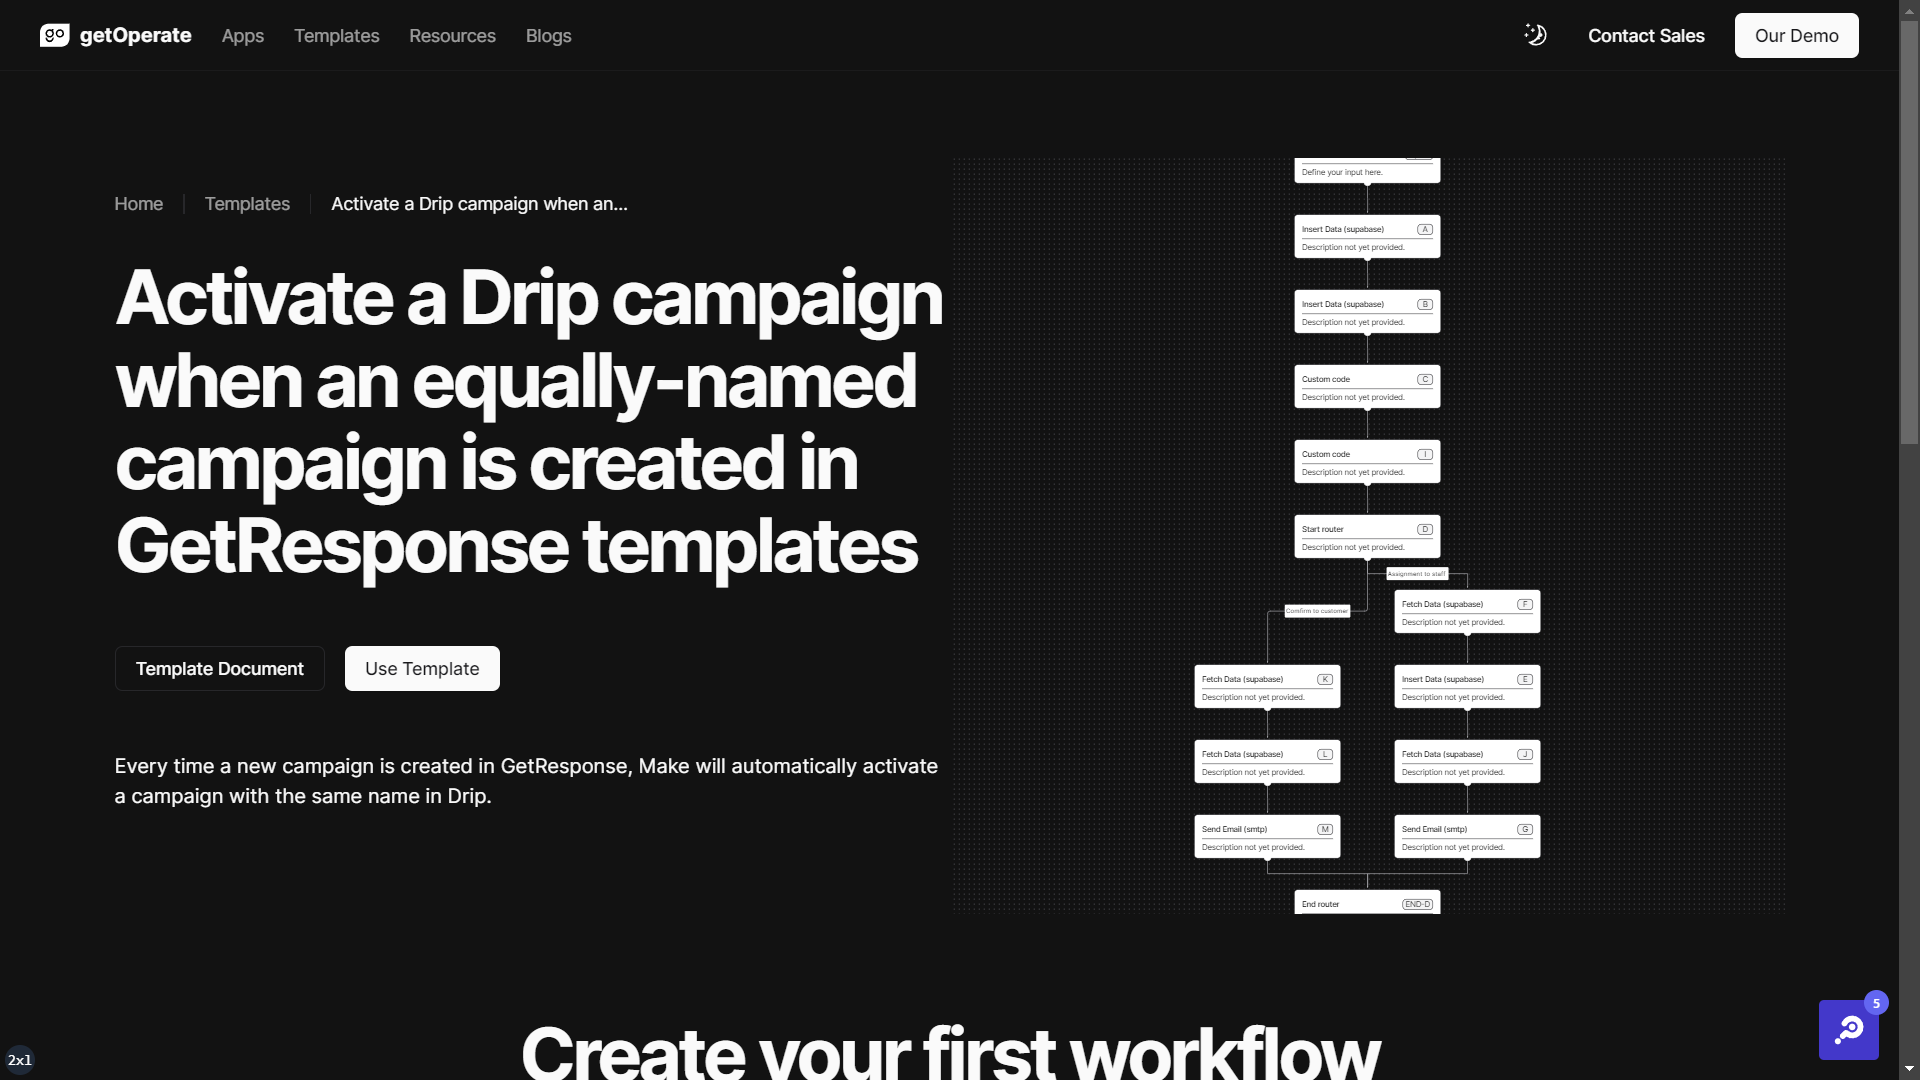 go getOperate
Apps
Templates
Resources
Blogs
Contact Sales
Our Demo
Home
Templates
Activate a Drip campaign when an...
Activate a Drip campaign
when an equally-named
campaign is created in
GetResponse templates
Template Document
Use Template
Every time a new campaign is created in GetResponse, Make will automatically activate
a campaign with the same name in Drip.
Define your input here.
Insert Data (supabase) A
Description not yet provided.
Insert Data (supabase) B
Description not yet provided.
Custom code C
Description not yet provided.
Custom code I
Description not yet provided.
Start router D
Description not yet provided.
Assignment to staff
Comfirm to customer
Fetch Data (supabase) F
Description not yet provided.
Fetch Data (supabase) K
Description not yet provided.
Insert Data (supabase) E
Description not yet provided.
Fetch Data (supabase) L
Description not yet provided.
Fetch Data (supabase) J
Description not yet provided.
Send Email (smtp) M
Description not yet provided.
Send Email (smtp) G
Description not yet provided.
End router END-D
Create your first workflow
5
2x1